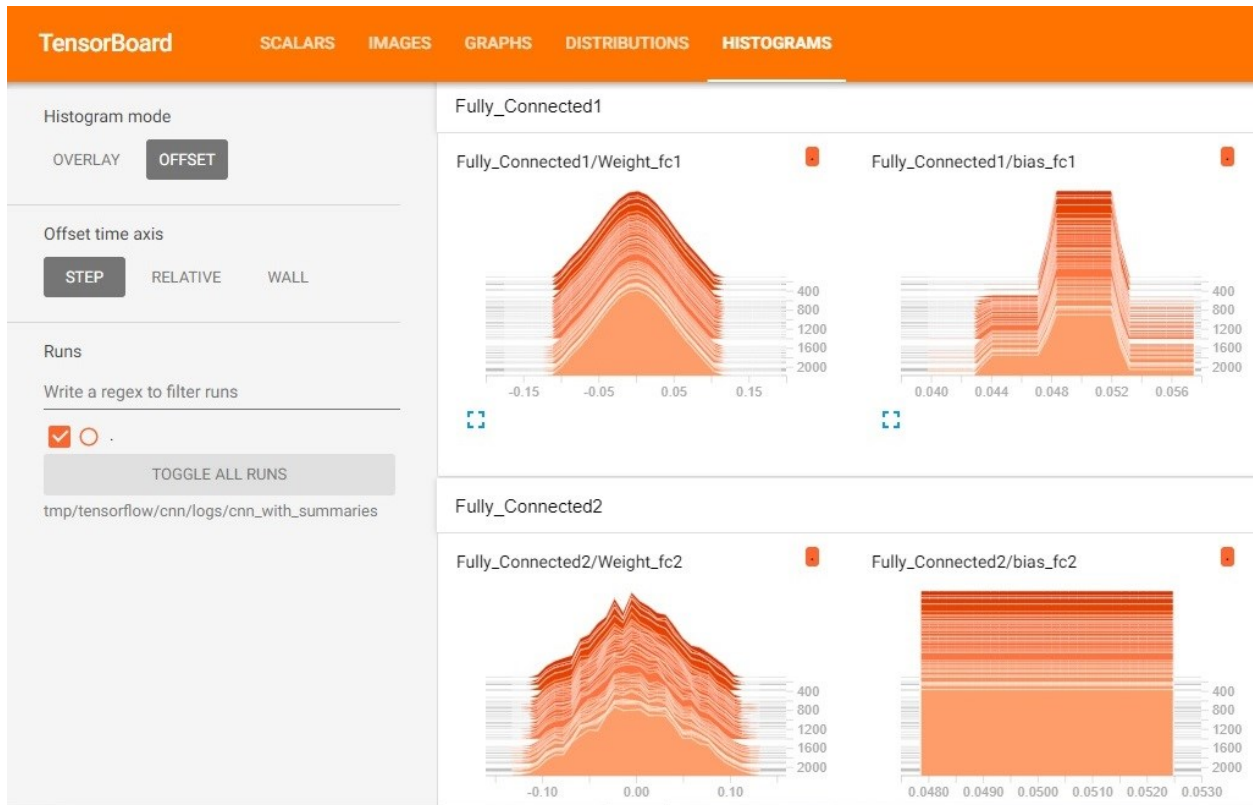 TensorBoard SCALARS IMAGES GRAPHS DISTRIBUTIONS HISTOGRAMS
Histogram mode
OVERLAY OFFSET
Offset time axis
STEP RELATIVE WALL
Runs
Write a regex to filter runs
.
TOGGLE ALL RUNS
tmp/tensorflow/cnn/logs/cnn_with_summaries
Fully_Connected1
Fully_Connected1/Weight_fc1
.
400
800
1200
1600
2000
-0.15 -0.05 0.05 0.15
Fully_Connected1/bias_fc1
.
400
800
1200
1600
2000
0.040 0.044 0.048 0.052 0.056
Fully_Connected2
Fully_Connected2/Weight_fc2
.
400
800
1200
1600
2000
-0.10 0.00 0.10
Fully_Connected2/bias_fc2
.
400
800
1200
1600
2000
0.0480 0.0490 0.0500 0.0510 0.0520 0.0530